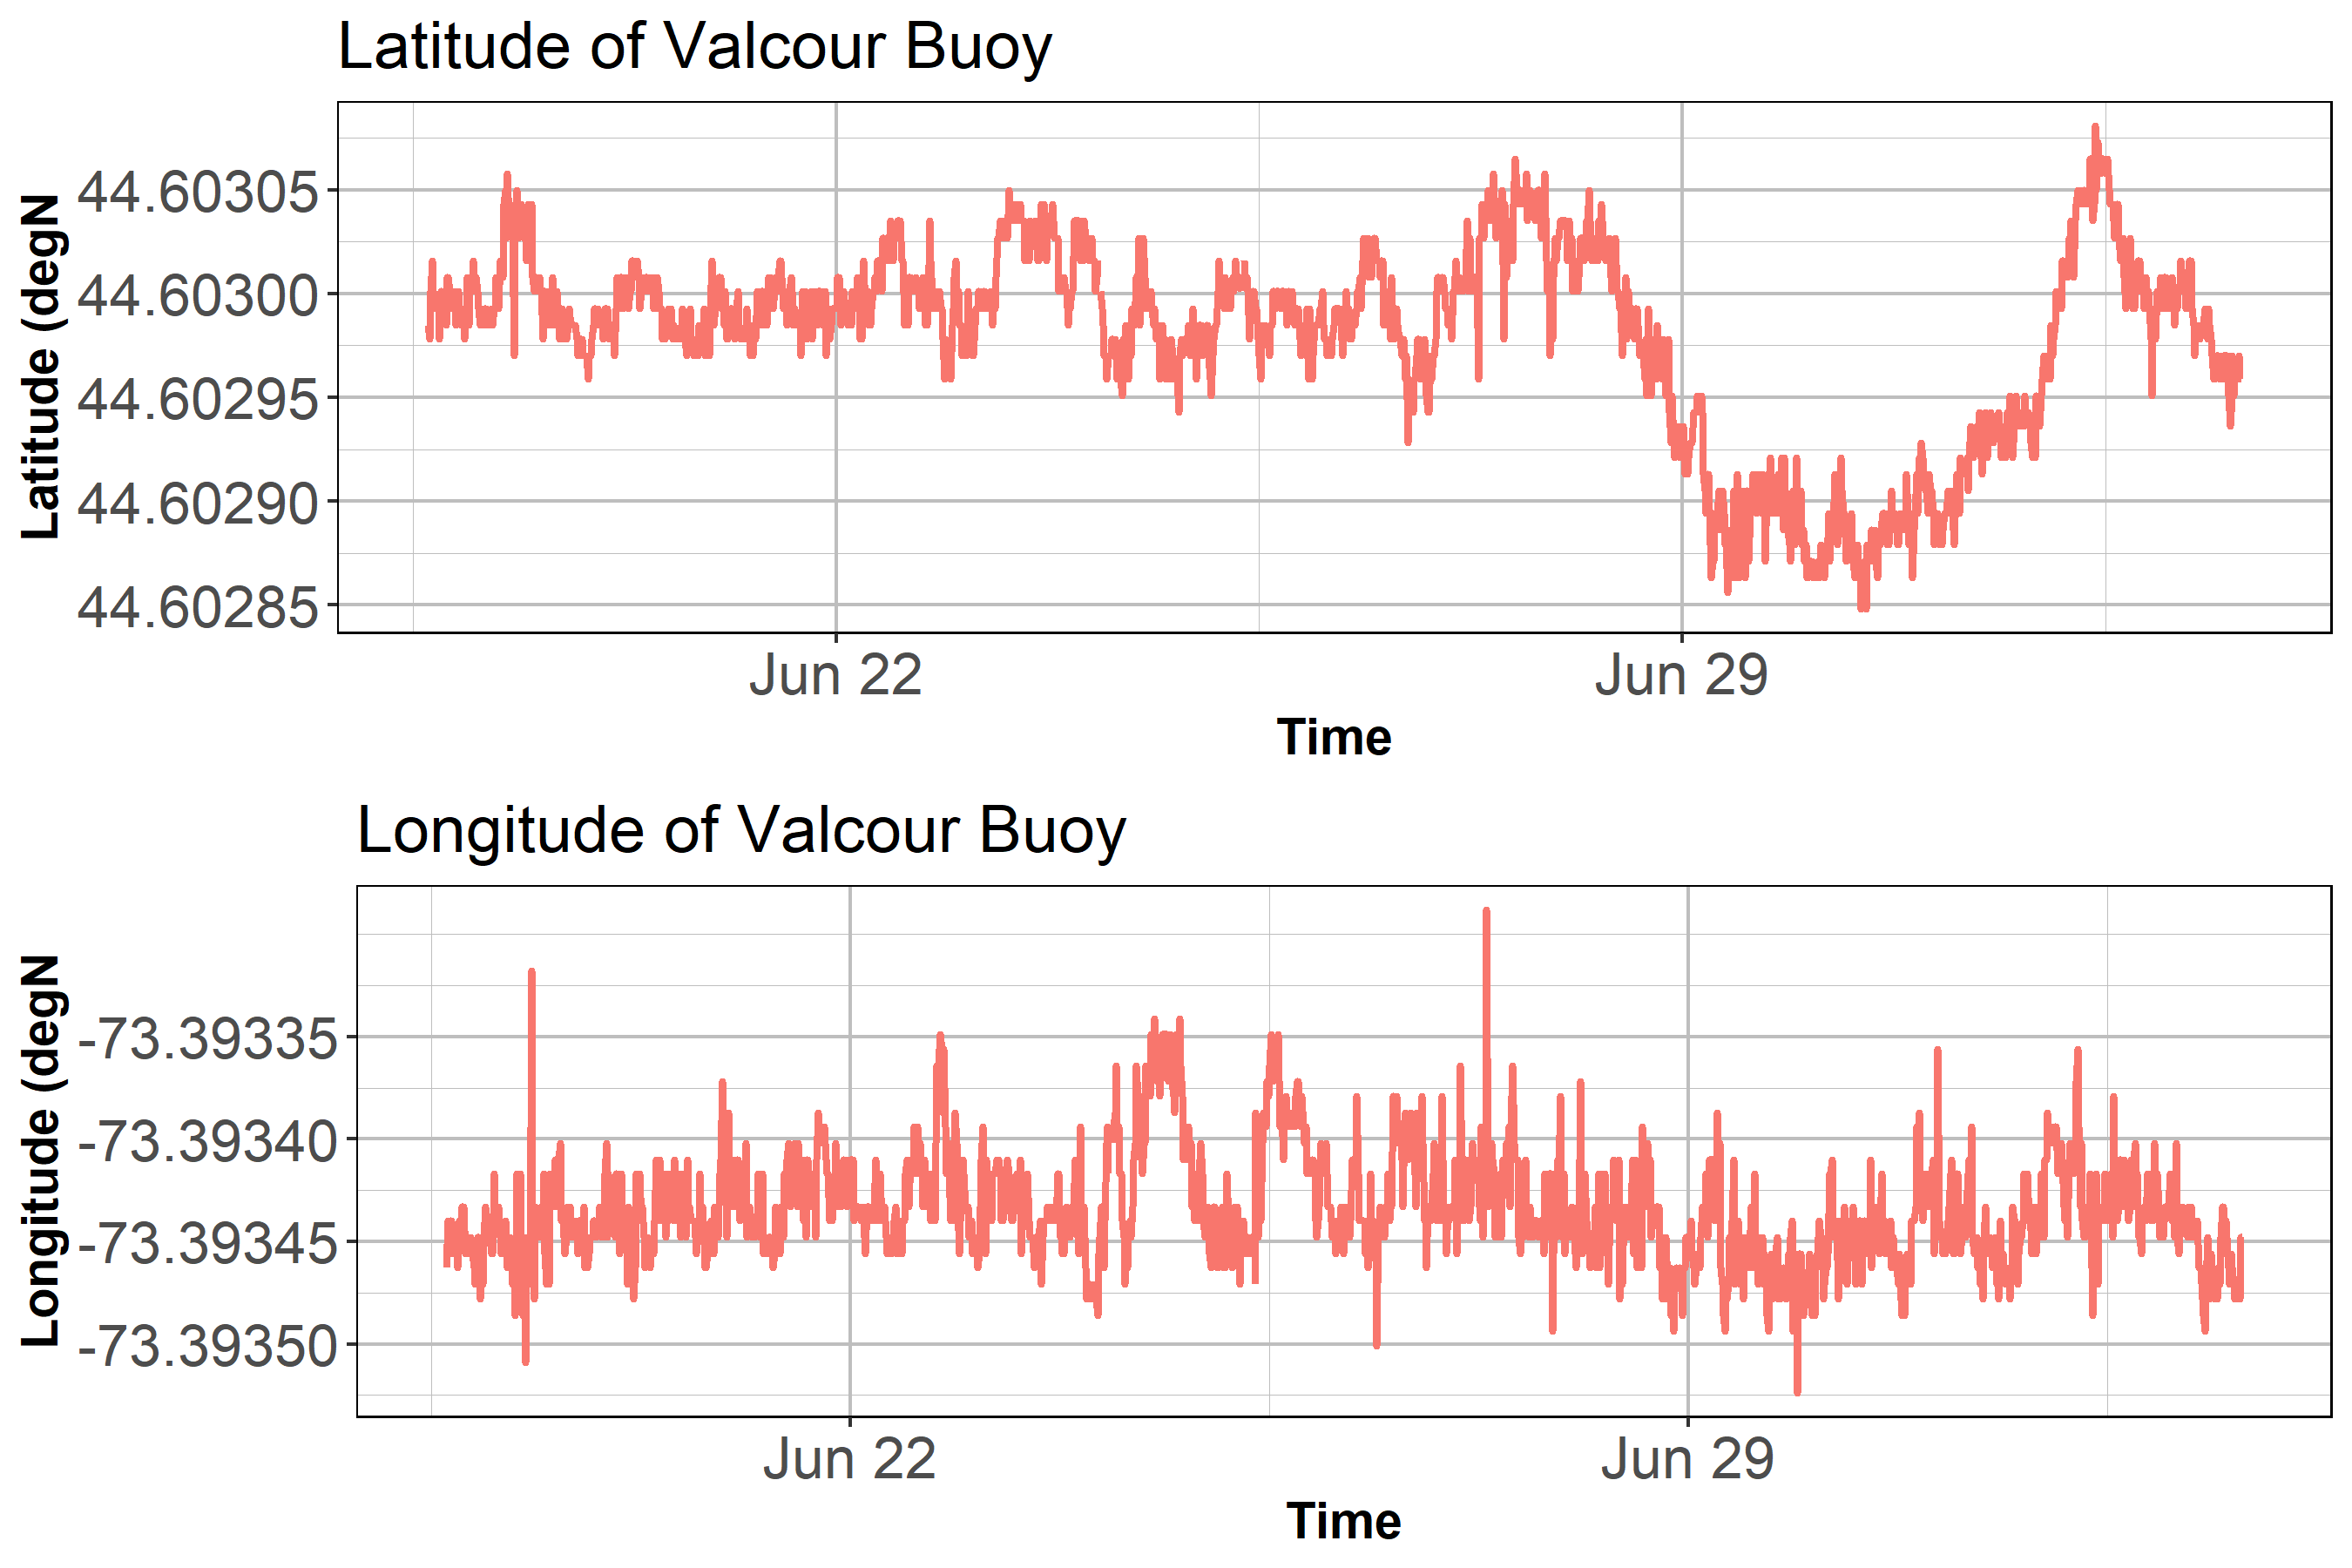 Latitude of Valcour Buoy
Latitude (degN
44.60305
44.60300
44.60295
44.60290
44.60285
Jun 22
Jun 29
Time
Longitude of Valcour Buoy
Longitude (degN
-73.39335
-73.39340
-73.39345
-73.39350
Jun 22
Jun 29
Time